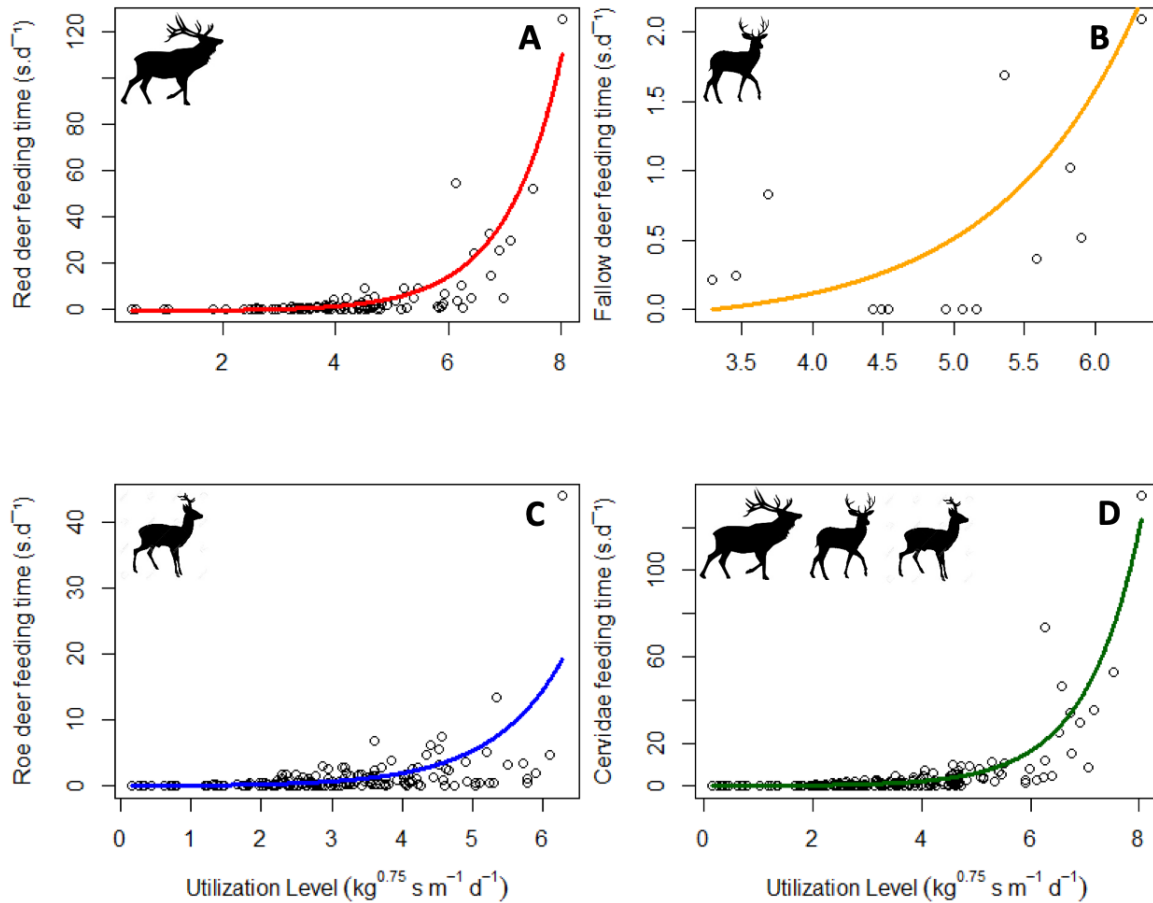 A
Red deer feeding time (s.d⁻¹)
0 20 40 60 80 120
2 4 6 8
B
Fallow deer feeding time (s.d⁻¹)
0.0 0.5 1.0 1.5 2.0
3.5 4.0 4.5 5.0 5.5 6.0
C
Roe deer feeding time (s.d⁻¹)
0 10 20 30 40
0 1 2 3 4 5 6
Utilization Level (kg^0.75 s m⁻¹ d⁻¹)
D
Cervidae feeding time (s.d⁻¹)
0 20 60 100
0 2 4 6 8
Utilization Level (kg^0.75 s m⁻¹ d⁻¹)